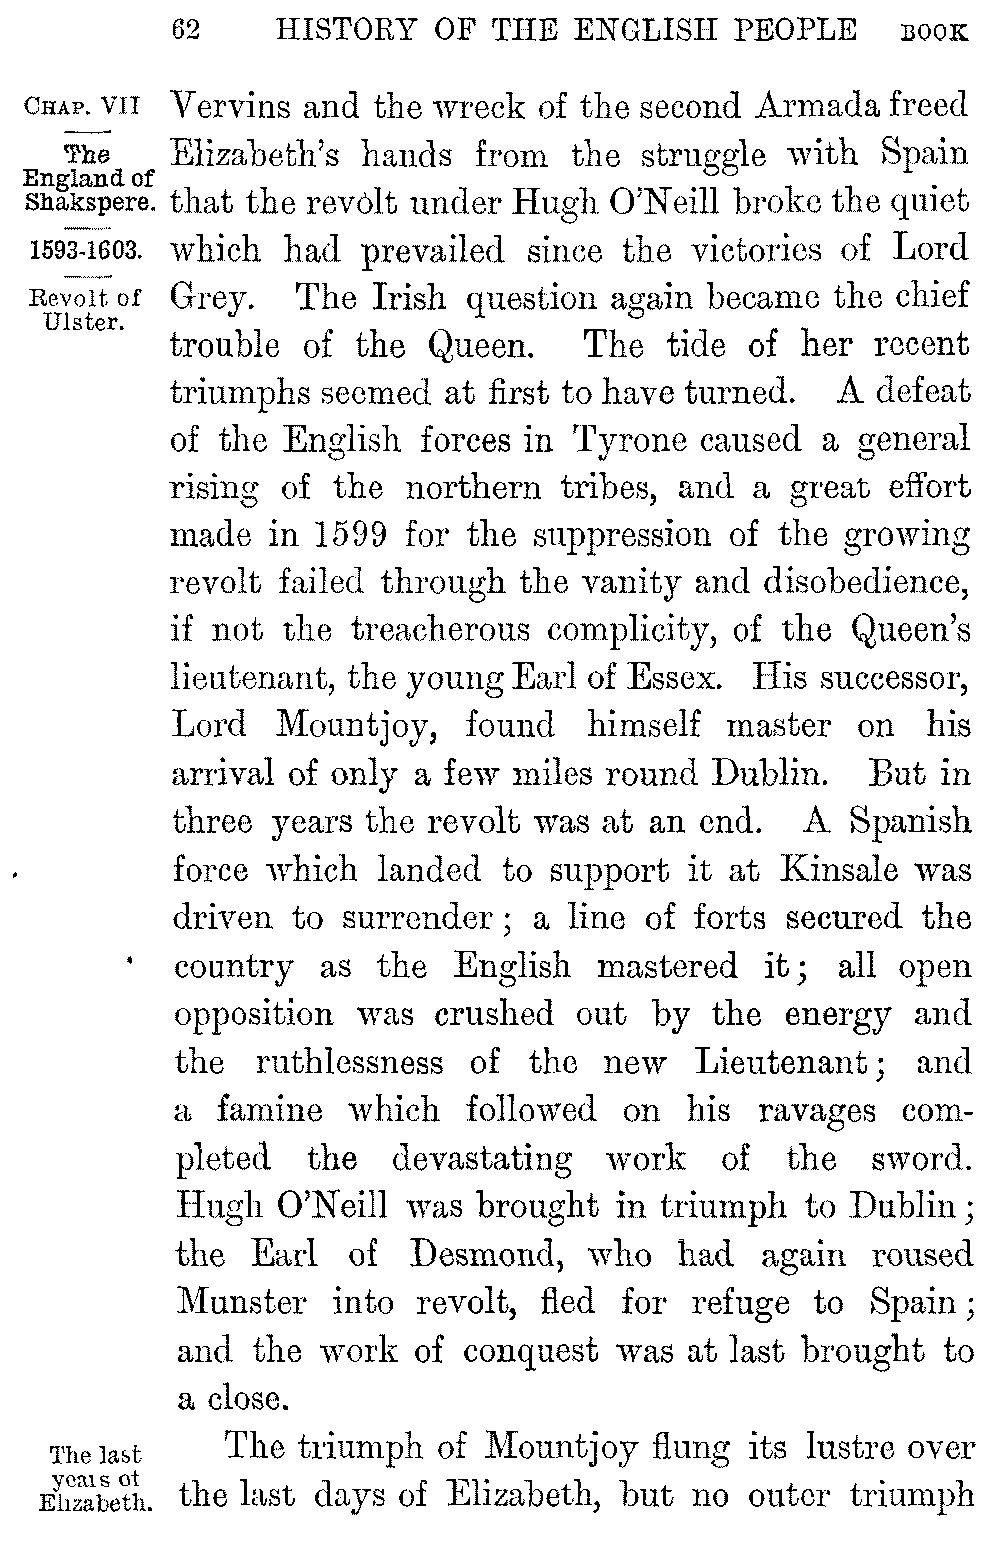 62 HISTORY OF THE ENGLISH PEOPLE BOOK
CHAP. VII
The
England of
Shakspere.
1593-1603.
Revolt of
Ulster.
Vervins and the wreck of the second Armada freed
Elizabeth's hands from the struggle with Spain
that the revolt under Hugh O'Neill broke the quiet
which had prevailed since the victories of Lord
Grey. The Irish question again became the chief
trouble of the Queen. The tide of her recent
triumphs seemed at first to have turned. A defeat
of the English forces in Tyrone caused a general
rising of the northern tribes, and a great effort
made in 1599 for the suppression of the growing
revolt failed through the vanity and disobedience,
if not the treacherous complicity, of the Queen's
lieutenant, the young Earl of Essex. His successor,
Lord Mountjoy, found himself master on his
arrival of only a few miles round Dublin. But in
three years the revolt was at an end. A Spanish
force which landed to support it at Kinsale was
driven to surrender; a line of forts secured the
country as the English mastered it; all open
opposition was crushed out by the energy and
the ruthlessness of the new Lieutenant; and
a famine which followed on his ravages com-
pleted the devastating work of the sword.
Hugh O'Neill was brought in triumph to Dublin;
the Earl of Desmond, who had again roused
Munster into revolt, fled for refuge to Spain;
and the work of conquest was at last brought to
a close.
The last
years of
Elizabeth.
The triumph of Mountjoy flung its lustre over
the last days of Elizabeth, but no outer triumph